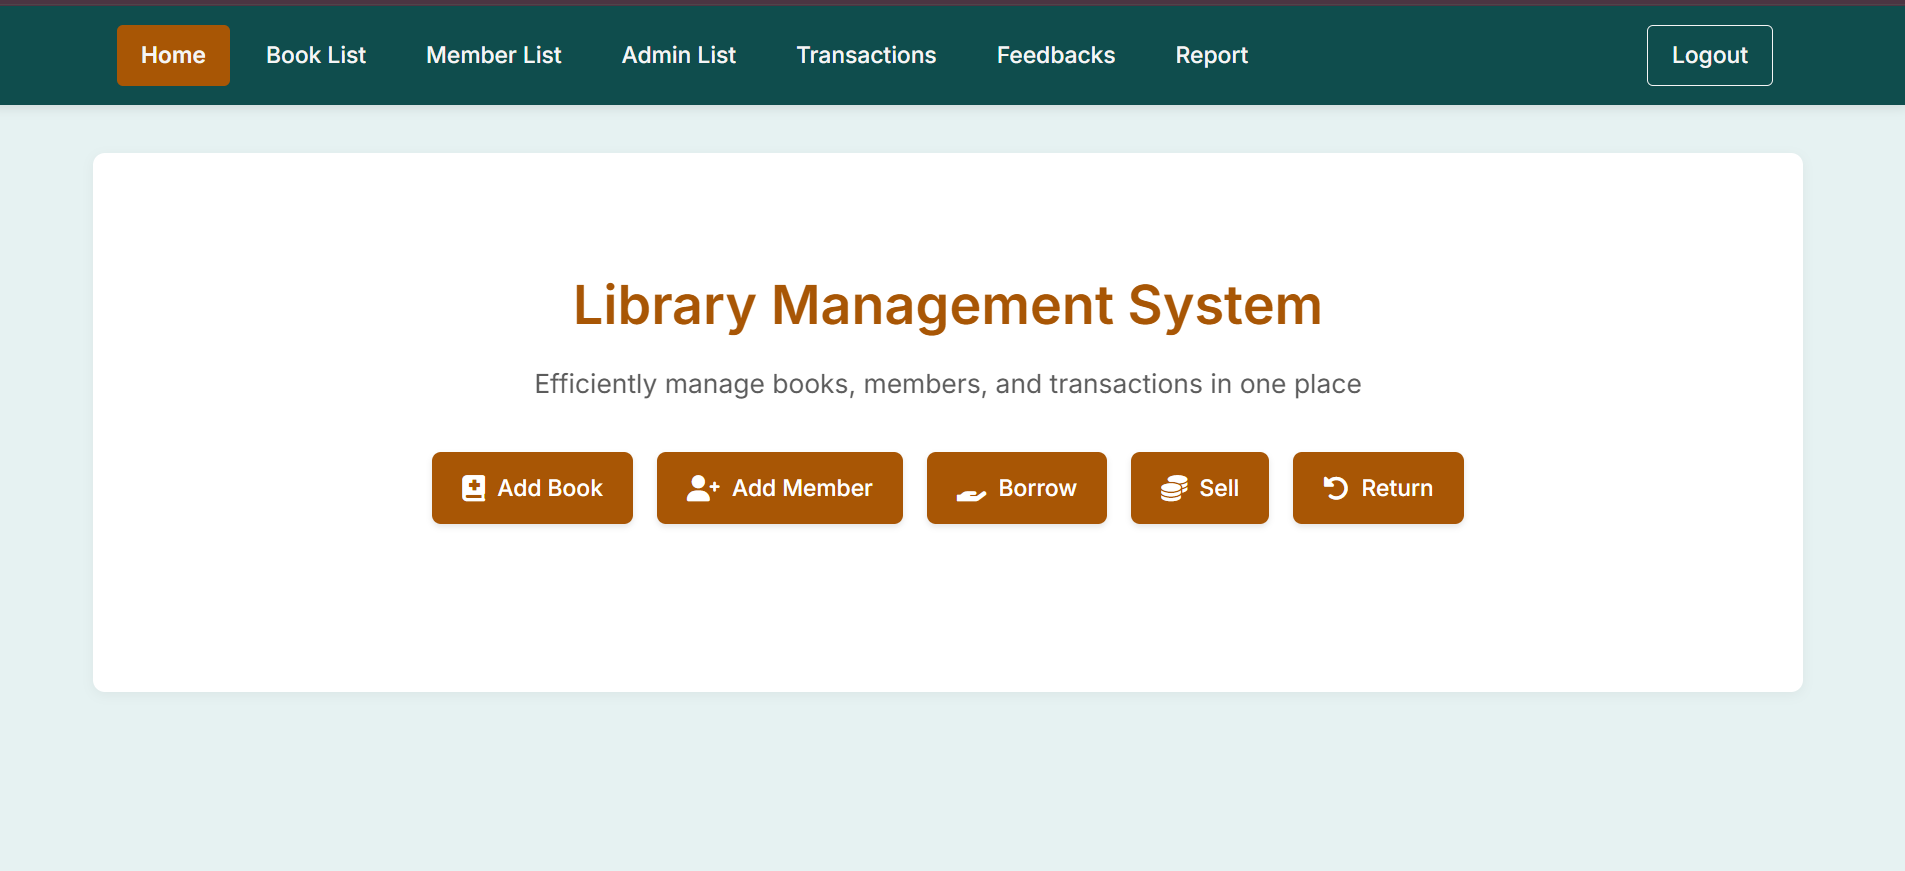 Home Book List Member List Admin List Transactions Feedbacks Report Logout
Library Management System
Efficiently manage books, members, and transactions in one place
Add Book Add Member Borrow Sell Return